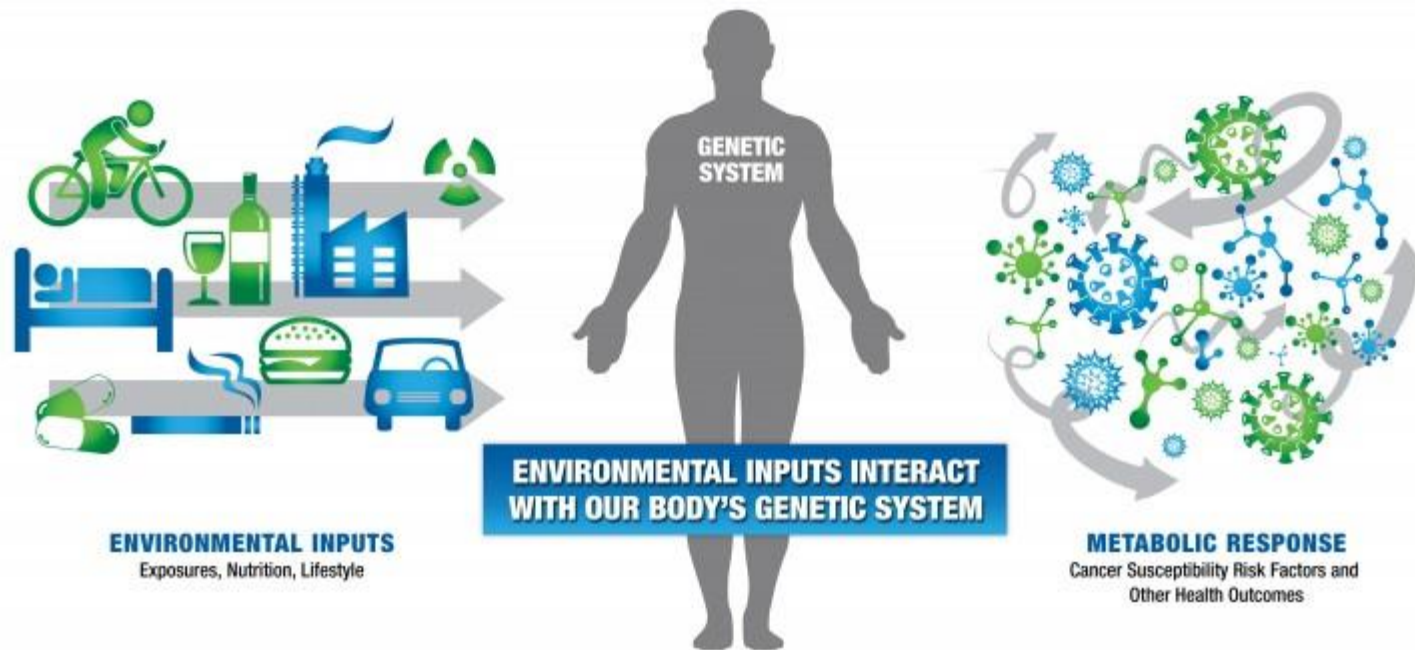 GENETIC
SYSTEM
ENVIRONMENTAL INPUTS INTERACT
WITH OUR BODY'S GENETIC SYSTEM
ENVIRONMENTAL INPUTS
Exposures, Nutrition, Lifestyle
METABOLIC RESPONSE
Cancer Susceptibility Risk Factors and
Other Health Outcomes